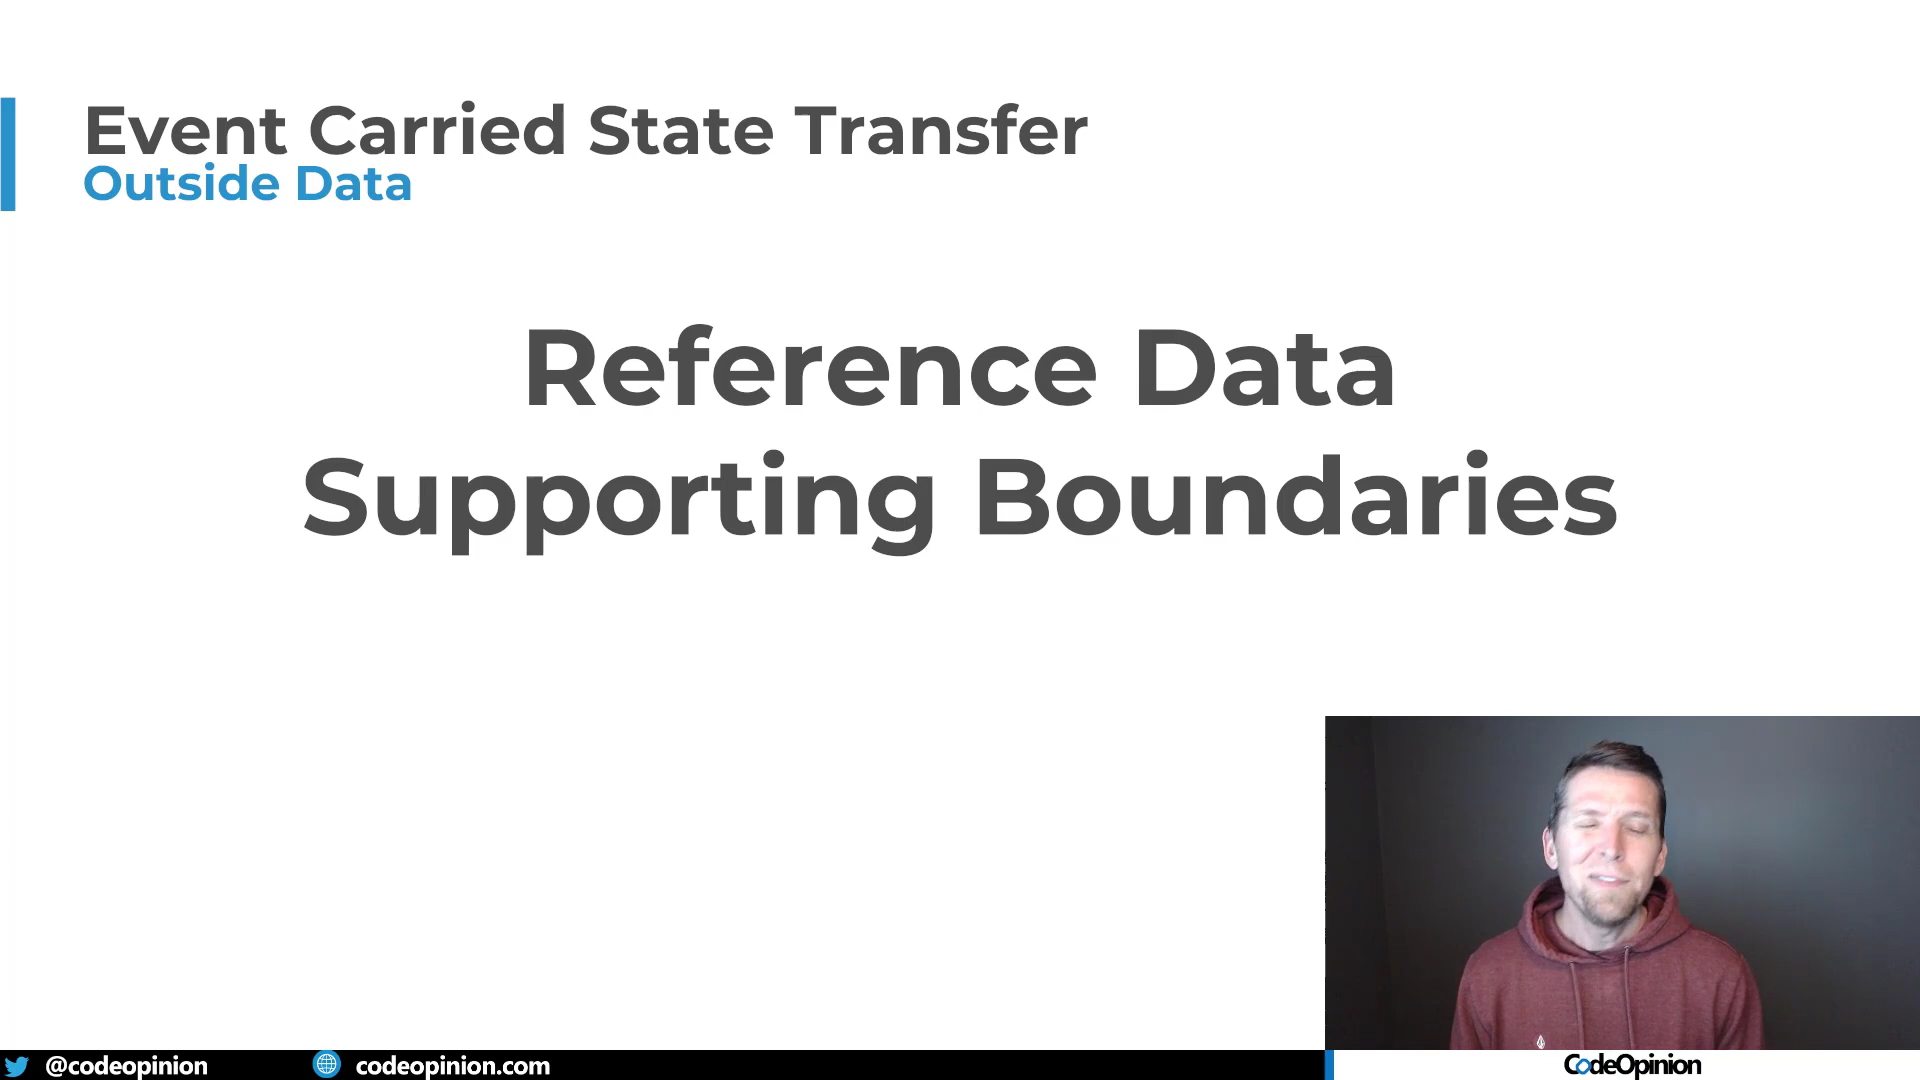 Event Carried State Transfer
Outside Data
Reference Data
Supporting Boundaries
@codeopinion
codeopinion.com
CodeOpinion